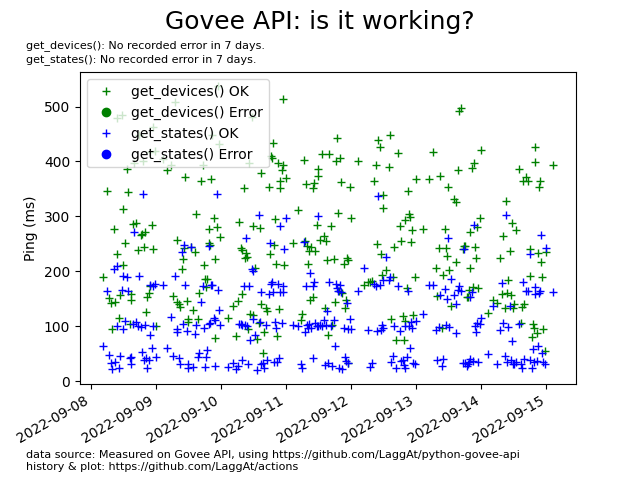 Govee API: is it working?
get_devices(): No recorded error in 7 days.
get_states(): No recorded error in 7 days.
get_devices() OK
get_devices() Error
get_states() OK
get_states() Error
Ping (ms)
500
400
300
200
100
0
2022-09-08
2022-09-09
2022-09-10
2022-09-11
2022-09-12
2022-09-13
2022-09-14
2022-09-15
data source: Measured on Govee API, using https://github.com/LaggAt/python-govee-api
history & plot: https://github.com/LaggAt/actions